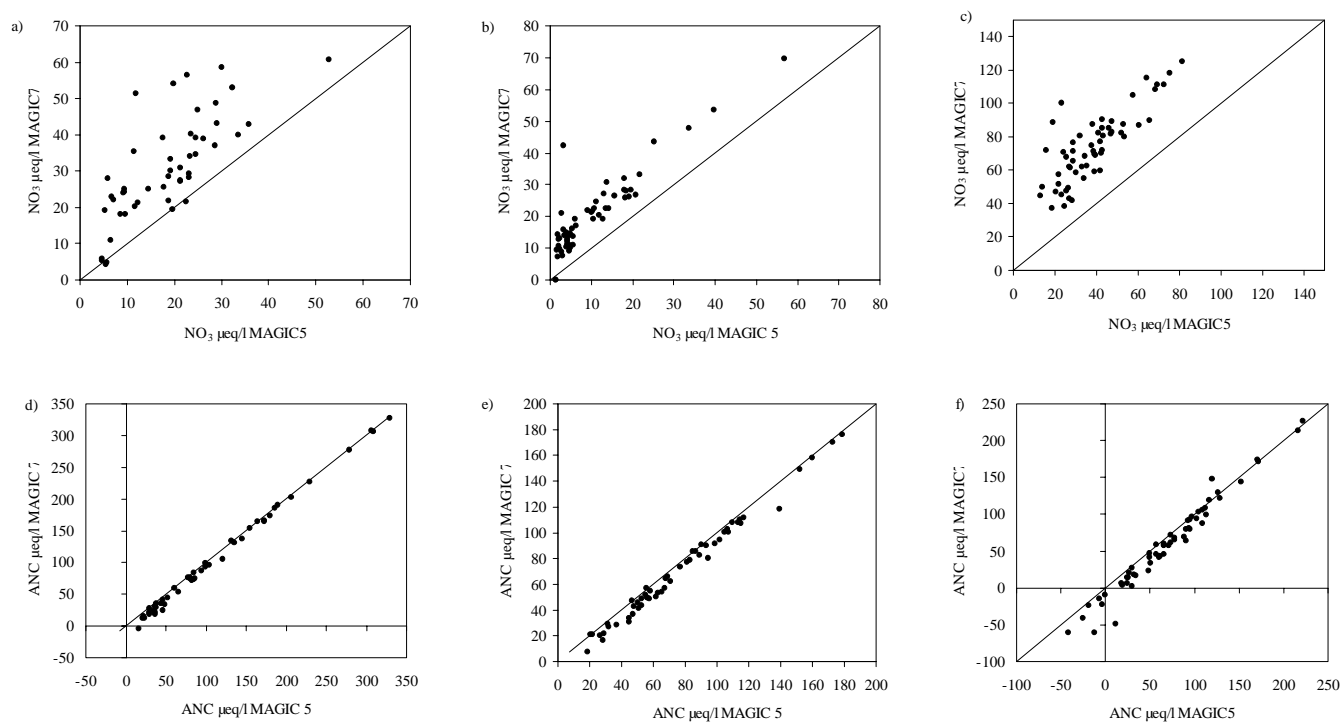 a)
NO₃ µeq/l MAGIC7
70
60
50
40
30
20
10
0
0 10 20 30 40 50 60 70
NO₃ µeq/l MAGIC5
b)
NO₃ µeq/l MAGIC7
80
70
60
50
40
30
20
10
0
0 20 40 60 80
NO₃ µeq/l MAGIC 5
c)
NO₃ µeq/l MAGIC7
140
120
100
80
60
40
20
0
0 20 40 60 80 100 120 140
NO₃ µeq/l MAGIC5
d)
ANC µeq/l MAGIC 7
350
300
250
200
150
100
50
0
-50
-50 0 50 100 150 200 250 300 350
ANC µeq/l MAGIC 5
e)
ANC µeq/l MAGIC 7
200
180
160
140
120
100
80
60
40
20
0
0 20 40 60 80 100 120 140 160 180 200
ANC µeq/l MAGIC 5
f)
ANC µeq/l MAGIC7
250
200
150
100
50
0
-50
-100
-100 -50 0 50 100 150 200 250
ANC µeq/l MAGIC5